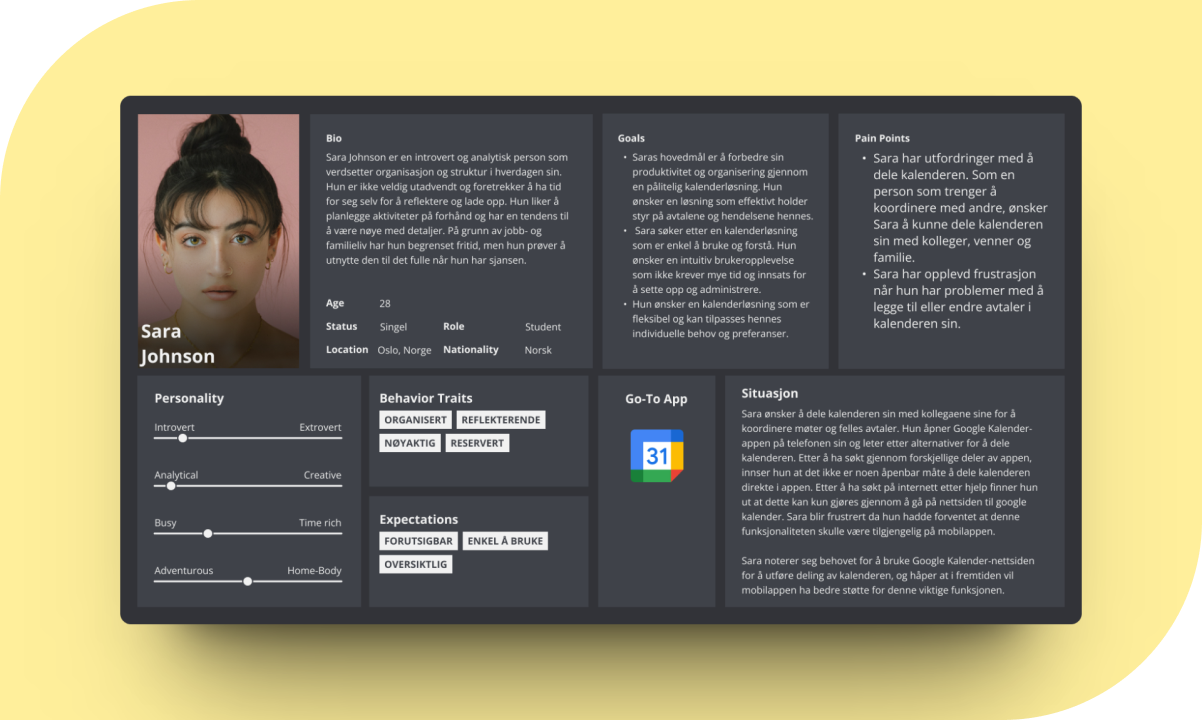 Sara
Johnson
Bio
Sara Johnson er en introvert og analytisk person som
verdsetter organisasjon og struktur i hverdagen sin.
Hun er ikke veldig utadvendt og foretrekker å ha tid
for seg selv for å reflektere og lade opp. Hun liker å
planlegge aktiviteter på forhånd og har en tendens til
å være nøye med detaljer. På grunn av jobb- og
familieliv har hun begrenset fritid, men hun prøver å
utnytte den til det fulle når hun har sjansen.
Age 28
Status Singel Role Student
Location Oslo, Norge Nationality Norsk
Goals
• Saras hovedmål er å forbedre sin
produktivitet og organisering gjennom
en pålitelig kalenderløsning. Hun
ønsker en løsning som effektivt holder
styr på avtalene og hendelsene hennes.
• Sara søker etter en kalenderløsning
som er enkel å bruke og forstå. Hun
ønsker en intuitiv brukeropplevelse
som ikke krever mye tid og innsats for
å sette opp og administrere.
• Hun ønsker en kalenderløsning som er
fleksibel og kan tilpasses hennes
individuelle behov og preferanser.
Pain Points
• Sara har utfordringer med å
dele kalenderen. Som en
person som trenger å
koordinere med andre, ønsker
Sara å kunne dele kalenderen
sin med kolleger, venner og
familie.
• Sara har opplevd frustrasjon
når hun har problemer med å
legge til eller endre avtaler i
kalenderen sin.
Personality
Introvert Extrovert
Analytical Creative
Busy Time rich
Adventurous Home-Body
Behavior Traits
ORGANISERT REFLEKTERENDE
NØYAKTIG RESERVERT
Expectations
FORUTSIGBAR ENKEL Å BRUKE
OVERSIKTLIG
Go-To App
31
Situasjon
Sara ønsker å dele kalenderen sin med kollegaene sine for å
koordinere møter og felles avtaler. Hun åpner Google Kalender-
appen på telefonen sin og leter etter alternativer for å dele
kalenderen. Etter å ha søkt gjennom forskjellige deler av appen,
innser hun at det ikke er noen åpenbar måte å dele kalenderen
direkte i appen. Etter å ha søkt på internett etter hjelp finner hun
ut at dette kan kun gjøres gjennom å gå på nettsiden til google
kalender. Sara blir frustrert da hun hadde forventet at denne
funksjonaliteten skulle være tilgjengelig på mobilappen.
Sara noterer seg behovet for å bruke Google Kalender-nettsiden
for å utføre deling av kalenderen, og håper at i fremtiden vil
mobilappen ha bedre støtte for denne viktige funksjonen.